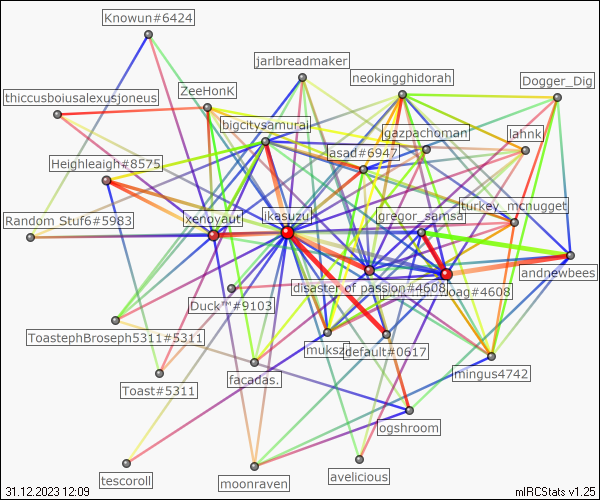 Knowun#6424
jarlbreadmaker
neokingghidorah
Dogger_Dig
thiccusboiusalexusjoneus
ZeeHonK
bigcitysamurai
gazpachoman
lahnk
asad#6947
Heighleigh#8575
turkey_mcnugget
Random Stuf6#5983
xenoyaut
ikasuzu
gregor_samsa
andnewbees
disaster of passion#4608
oag#4608
Duck™#9103
ToastephBroseph5311#5311
muksz
default#0617
mingus4742
Toast#5311
facadas.
ogshroom
tescoroll
moonraven
avelicious
31.12.2023 12:09
mIRCStats v1.25